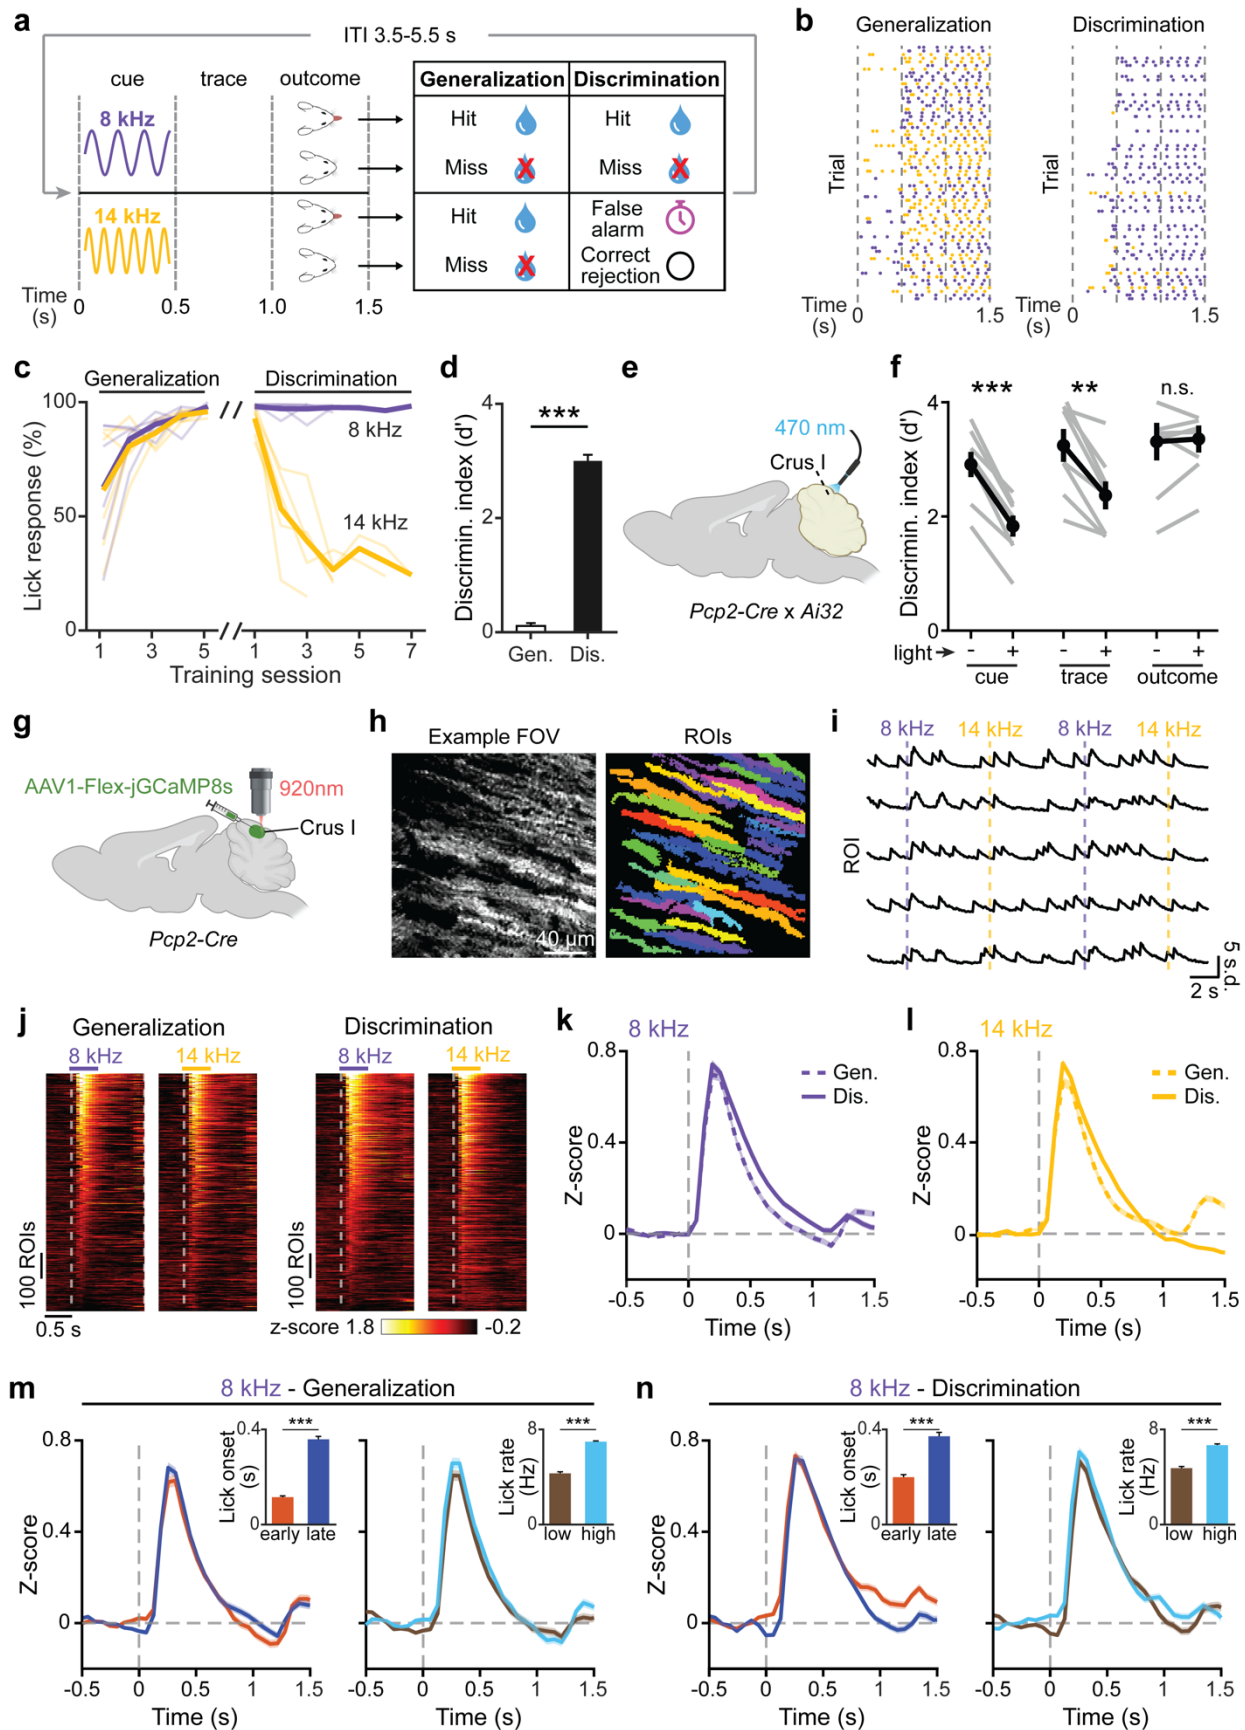 a
ITI 3.5-5.5 s
cue trace outcome
Generalization Discrimination
8 kHz
Hit Hit
Miss X Miss X
14 kHz
Hit False alarm
Miss X Correct rejection
Time (s) 0 0.5 1.0 1.5
b
Generalization Discrimination
Trial Trial
Time (s) 0 1.5 0 1.5
c
Generalization Discrimination
Lick response (%)
100
50
0
8 kHz
14 kHz
//
//
1 3 5 1 3 5 7
Training session
d
Discrimin. index (d')
4
2
0
***
Gen. Dis.
e
470 nm
Crus I
Pcp2-Cre x Ai32
f
Discrimin. index (d')
4
2
0
*** ** n.s.
light - + - + - +
cue trace outcome
g
AAV1-Flex-jGCaMP8s
920nm
Crus I
Pcp2-Cre
h
Example FOV ROIs
40 µm
i
8 kHz 14 kHz 8 kHz 14 kHz
ROI
5 s.d.
2 s
j
Generalization Discrimination
8 kHz 14 kHz 8 kHz 14 kHz
100 ROIs 100 ROIs
0.5 s
z-score 1.8 -0.2
k
8 kHz
Gen.
Dis.
Z-score
0.8
0.4
0
-0.5 0 0.5 1 1.5
Time (s)
l
14 kHz
Gen.
Dis.
Z-score
0.8
0.4
0
-0.5 0 0.5 1 1.5
Time (s)
m
8 kHz - Generalization
Z-score
0.8
0.4
0
Lick onset (s)
0.4
0
***
early late
Lick rate (Hz)
8
0
***
low high
-0.5 0 0.5 1 1.5 -0.5 0 0.5 1 1.5
Time (s) Time (s)
n
8 kHz - Discrimination
Z-score
0.8
0.4
0
Lick onset (s)
0.4
0
***
early late
Lick rate (Hz)
8
0
***
low high
-0.5 0 0.5 1 1.5 -0.5 0 0.5 1 1.5
Time (s) Time (s)